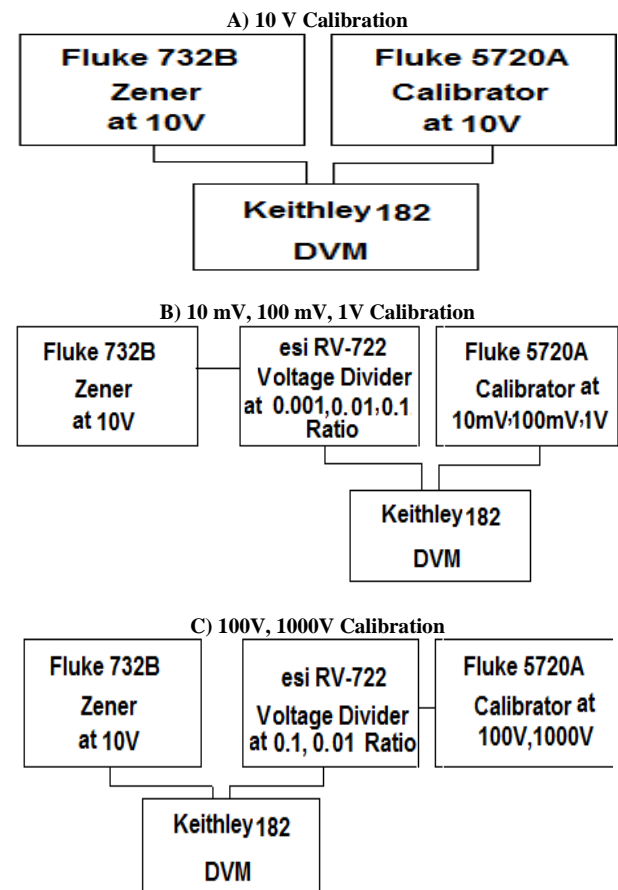 A) 10 V Calibration
Fluke 732B
Zener
at 10V
Fluke 5720A
Calibrator
at 10V
Keithley 182
DVM
B) 10 mV, 100 mV, 1V Calibration
Fluke 732B
Zener
at 10V
esi RV-722
Voltage Divider
at 0.001,0.01,0.1
Ratio
Fluke 5720A
Calibrator at
10mV,100mV,1V
Keithley 182
DVM
C) 100V, 1000V Calibration
Fluke 732B
Zener
at 10V
esi RV-722
Voltage Divider
at 0.1, 0.01 Ratio
Fluke 5720A
Calibrator at
100V,1000V
Keithley 182
DVM